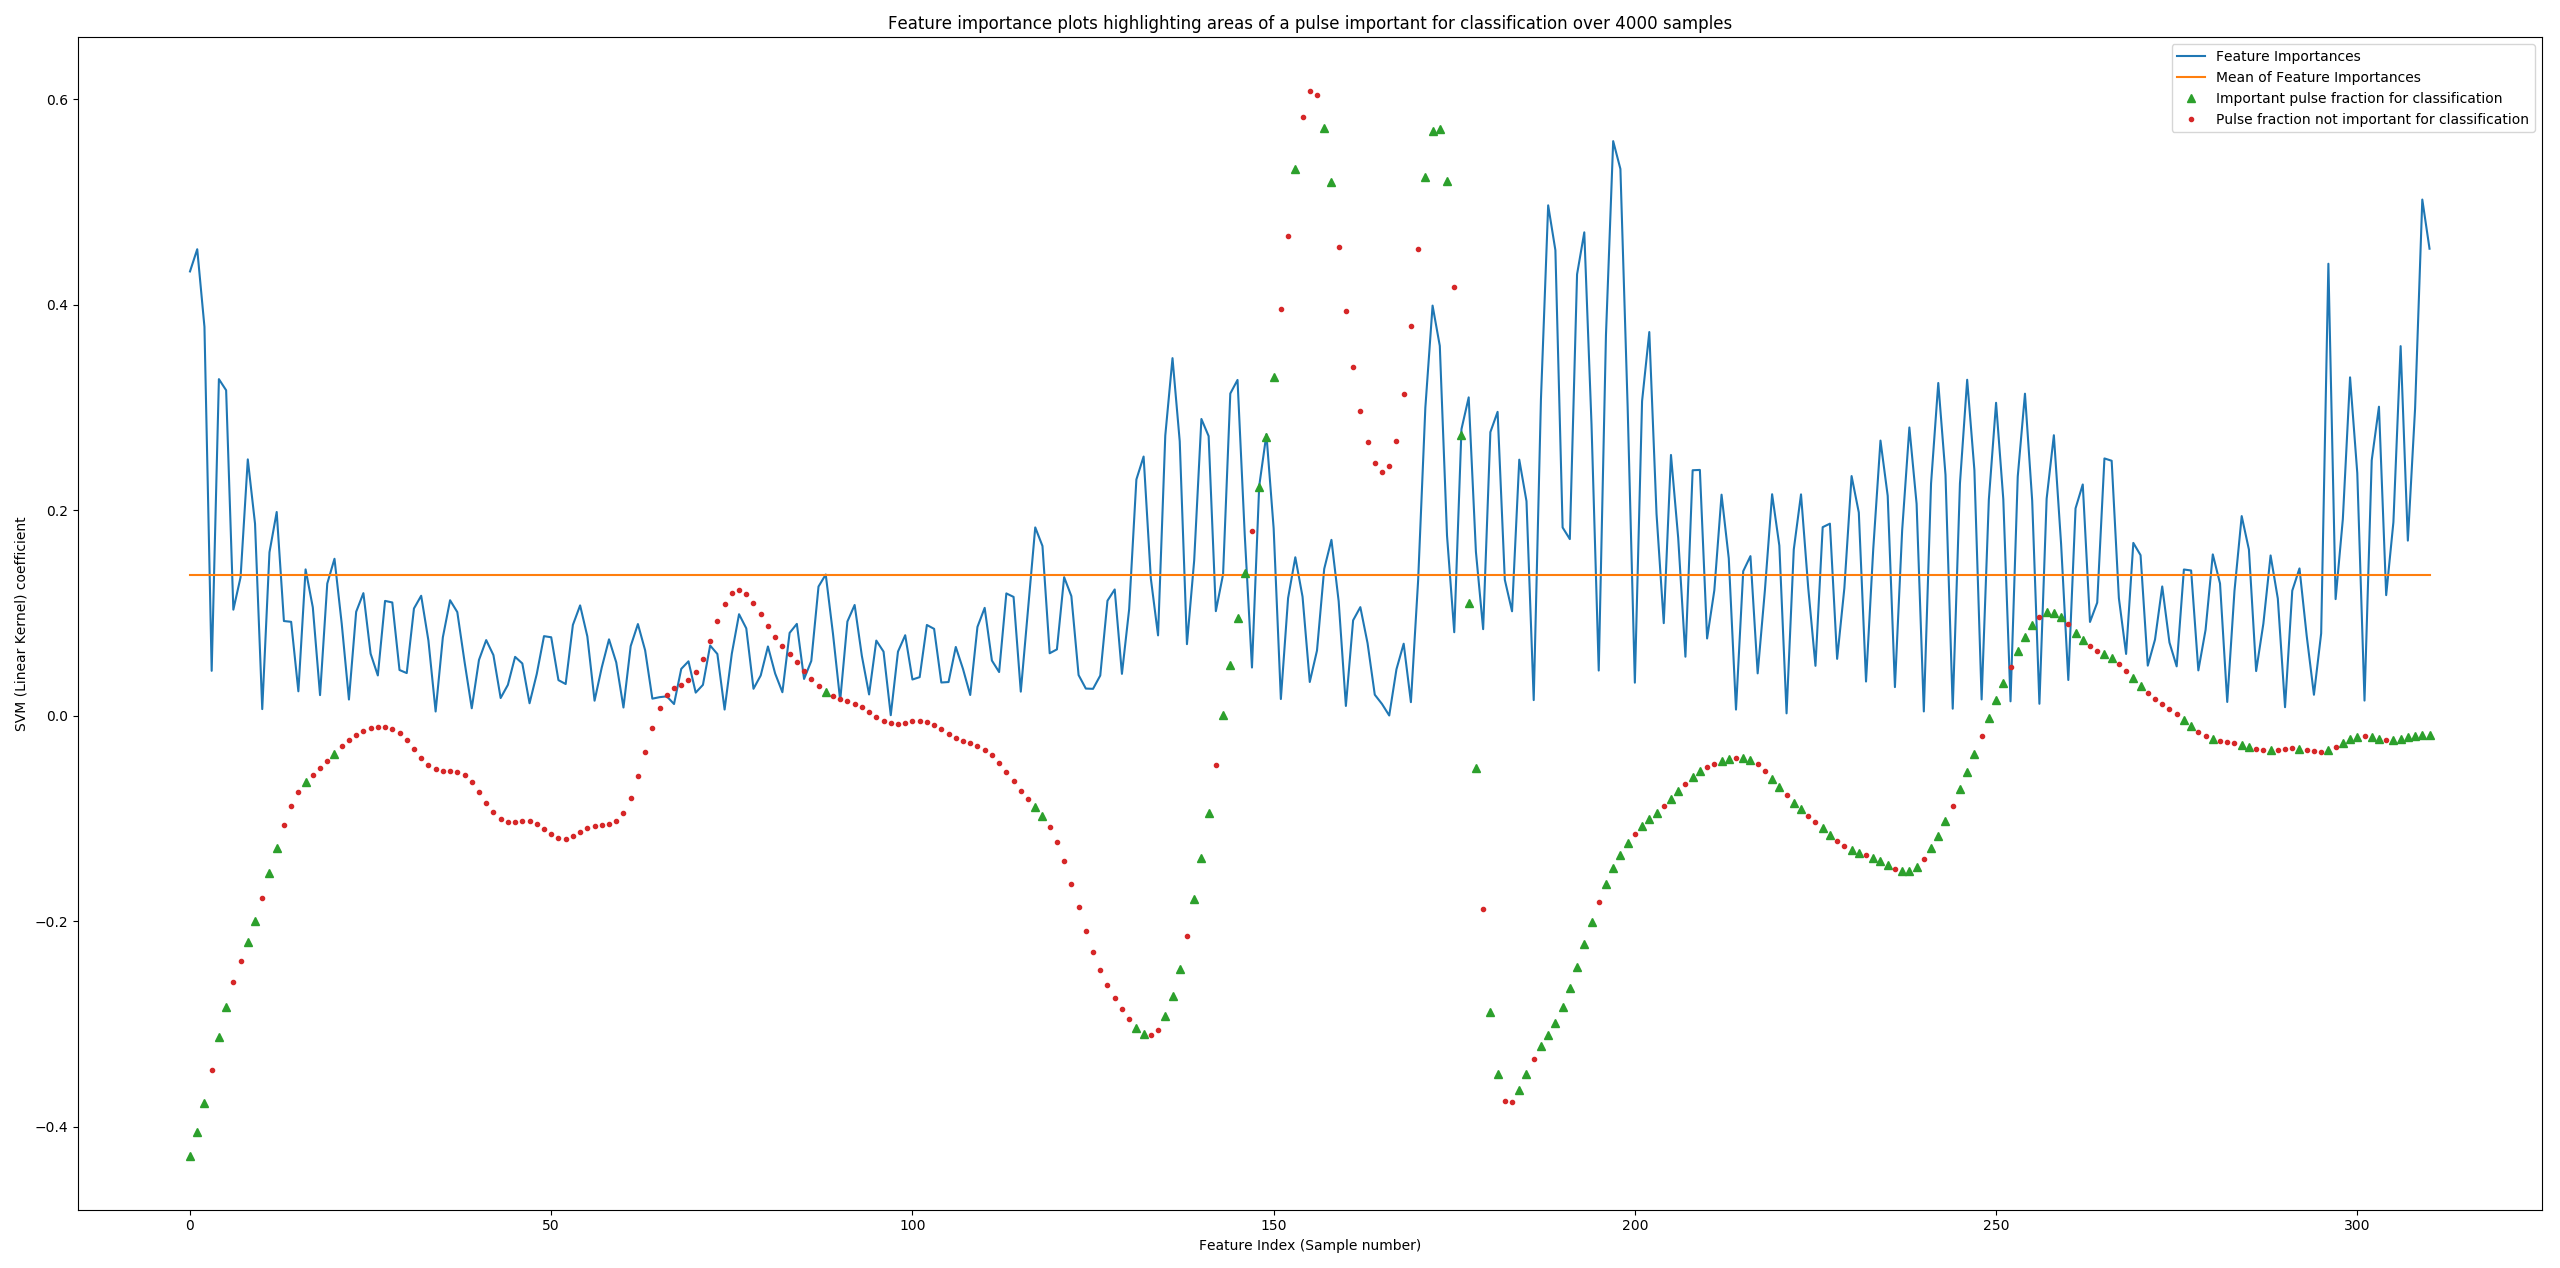 Feature importance plots highlighting areas of a pulse important for classification over 4000 samples
Feature Importances
Mean of Feature Importances
Important pulse fraction for classification
Pulse fraction not important for classification
0.6
0.4
0.2
0.0
−0.2
−0.4
SVM (Linear Kernel) coefficient
0 50 100 150 200 250 300
Feature Index (Sample number)